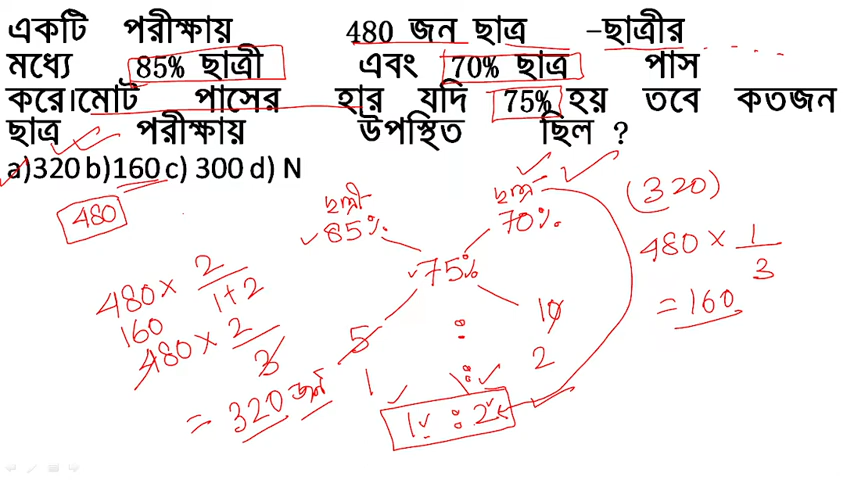 একটি পরীক্ষায় 480 জন ছাত্র -ছাত্রীর
মধ্যে 85% ছাত্রী এবং 70% ছাত্র পাস
করে।মোট পাসের হার যদি 75% হয় তবে কতজন
ছাত্র পরীক্ষায় উপস্থিত ছিল ?
a)320 b)160 c) 300 d) N
480
ছাত্রী ছাত্র
85% 70%
75%
5 : 10
1 : 2
1 : 2
480 × 2/1+2
160
480 × 2/3
= 320 জন
(320)
480 × 1/3
= 160